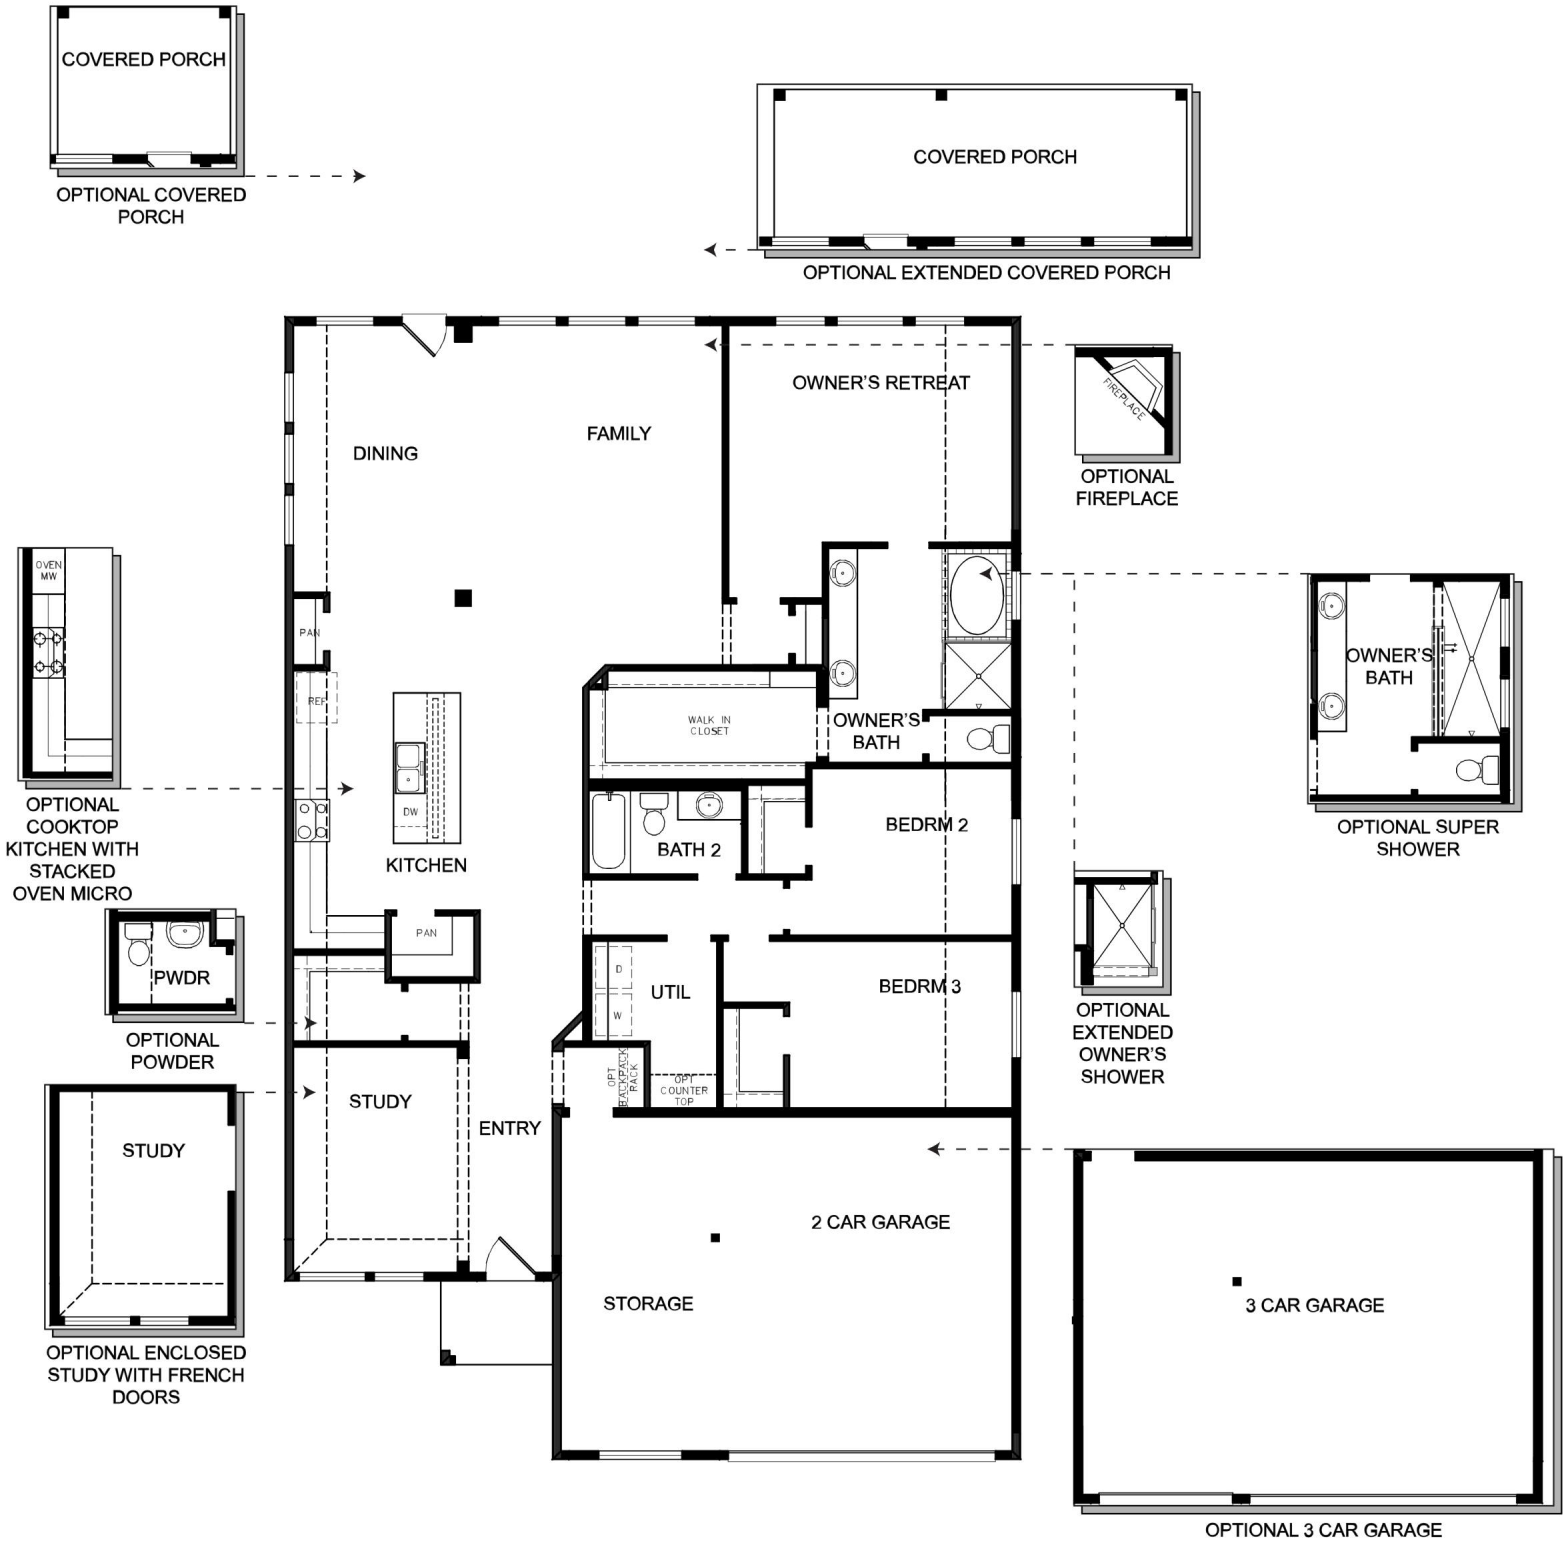 COVERED PORCH
OPTIONAL COVERED
PORCH
COVERED PORCH
OPTIONAL EXTENDED COVERED PORCH
OWNER'S RETREAT
FAMILY
DINING
FIREPLACE
OPTIONAL
FIREPLACE
OVEN
MW
OPTIONAL
COOKTOP
KITCHEN WITH
STACKED
OVEN MICRO
PAN
REF
DW
KITCHEN
PAN
WALK IN
CLOSET
OWNER'S
BATH
BATH 2
BEDRM 2
OWNER'S
BATH
OPTIONAL SUPER
SHOWER
PWDR
OPTIONAL
POWDER
D
W
UTIL
BEDRM 3
OPTIONAL
EXTENDED
OWNER'S
SHOWER
OPT
BACKPACK
RACK
OPT
COUNTER
TOP
STUDY
ENTRY
STUDY
OPTIONAL ENCLOSED
STUDY WITH FRENCH
DOORS
2 CAR GARAGE
STORAGE
3 CAR GARAGE
OPTIONAL 3 CAR GARAGE